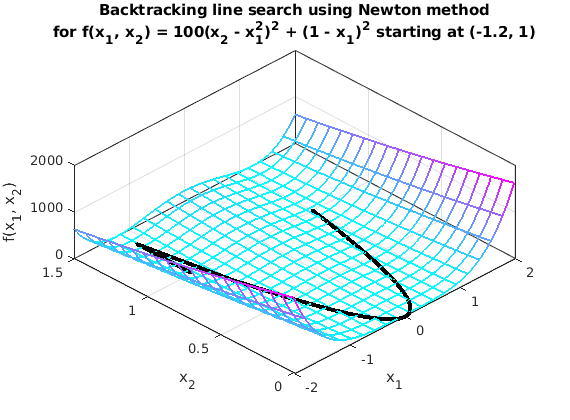 Backtracking line search using Newton method
for f(x₁, x₂) = 100(x₂ - x₁²)² + (1 - x₁)² starting at (-1.2, 1)
2000
1000
0
f(x₁, x₂)
1.5
1
0.5
0
x₂
-2
-1
0
1
2
x₁